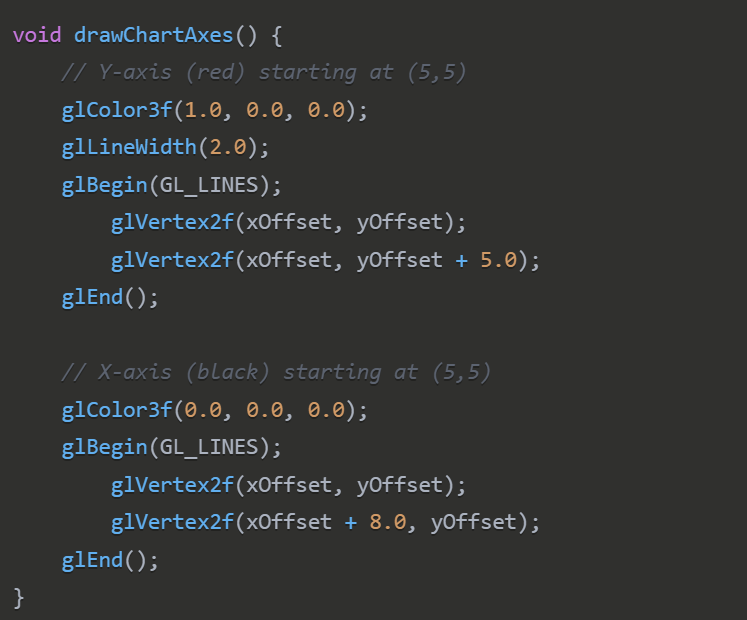 void drawChartAxes() {
    // Y-axis (red) starting at (5,5)
    glColor3f(1.0, 0.0, 0.0);
    glLineWidth(2.0);
    glBegin(GL_LINES);
        glVertex2f(xOffset, yOffset);
        glVertex2f(xOffset, yOffset + 5.0);
    glEnd();

    // X-axis (black) starting at (5,5)
    glColor3f(0.0, 0.0, 0.0);
    glBegin(GL_LINES);
        glVertex2f(xOffset, yOffset);
        glVertex2f(xOffset + 8.0, yOffset);
    glEnd();
}